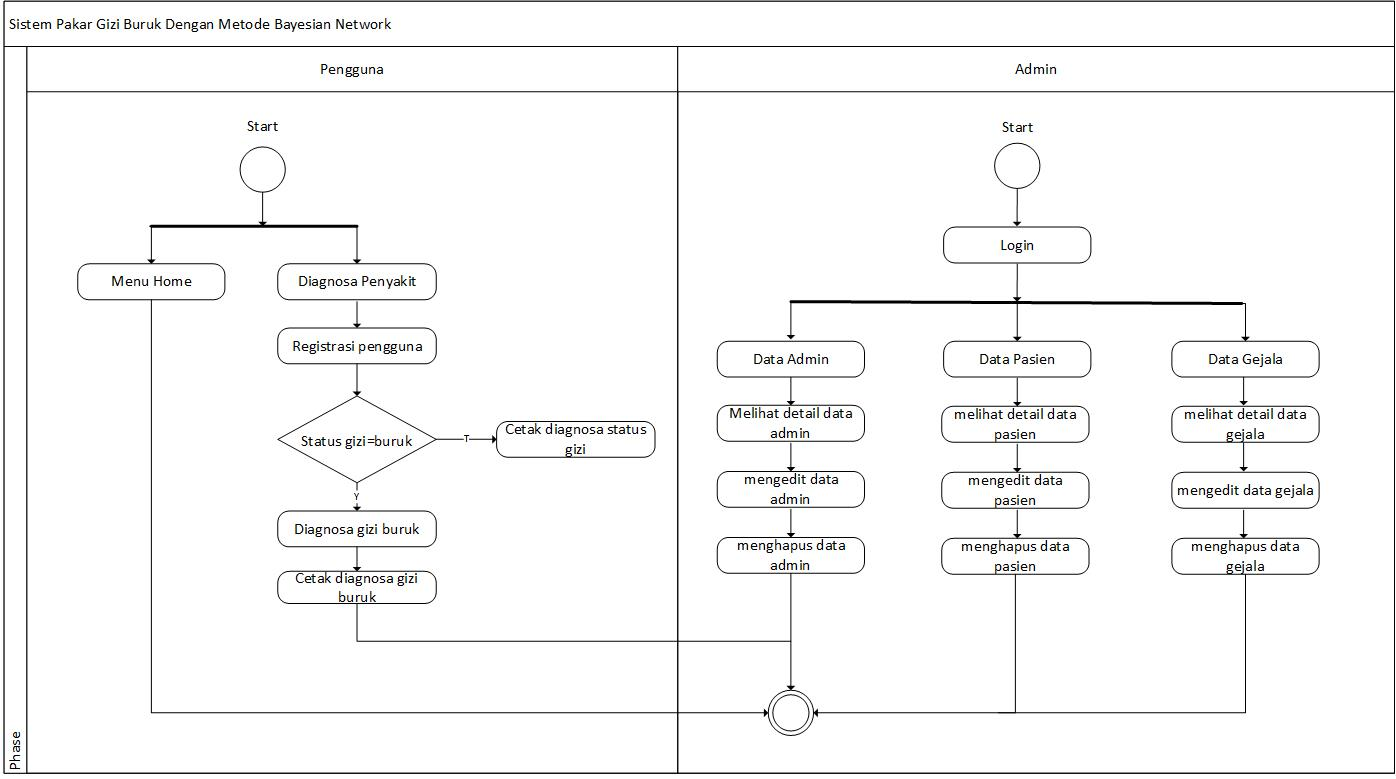 Sistem Pakar Gizi Buruk Dengan Metode Bayesian Network
Pengguna
Admin
Start
Menu Home
Diagnosa Penyakit
Registrasi pengguna
Status gizi=buruk
T
Cetak diagnosa status
gizi
Y
Diagnosa gizi buruk
Cetak diagnosa gizi
buruk
Start
Login
Data Admin
Melihat detail data
admin
mengedit data
admin
menghapus data
admin
Data Pasien
melihat detail data
pasien
mengedit data
pasien
menghapus data
pasien
Data Gejala
melihat detail data
gejala
mengedit data gejala
menghapus data
gejala
Phase